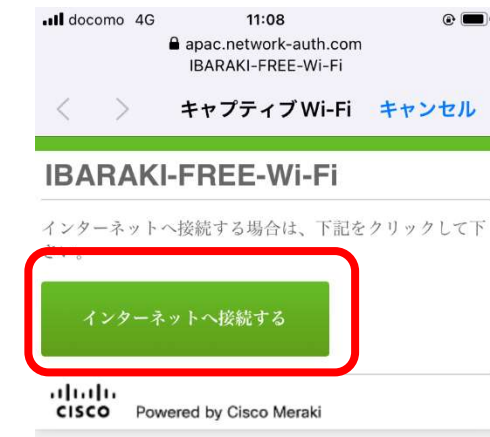 docomo 4G 11:08
apac.network-auth.com
IBARAKI-FREE-Wi-Fi
キャプティブ Wi-Fi キャンセル
IBARAKI-FREE-Wi-Fi
インターネットへ接続する場合は、下記をクリックして下
さい。
インターネットへ接続する
CISCO Powered by Cisco Meraki